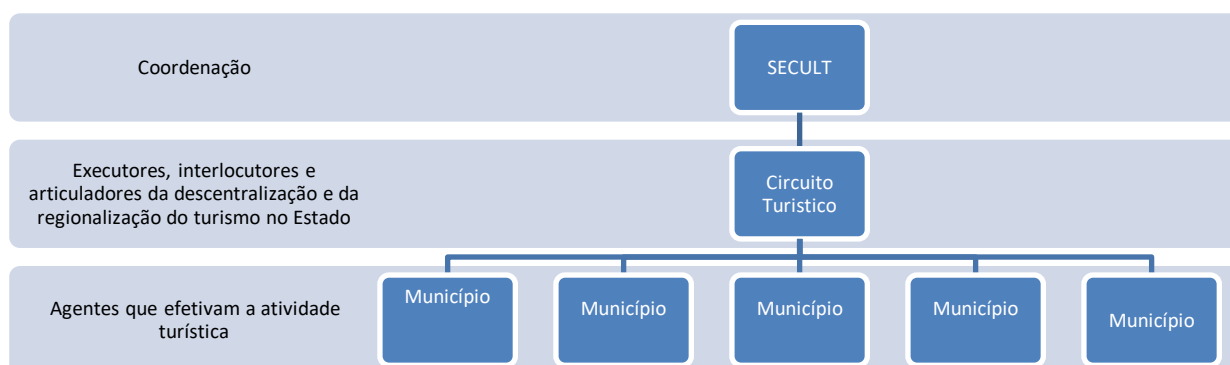 Coordenação
SECULT
Executores, interlocutores e
articuladores da descentralização e da
regionalização do turismo no Estado
Circuito
Turistico
Agentes que efetivam a atividade
turística
Município
Município
Município
Município
Município